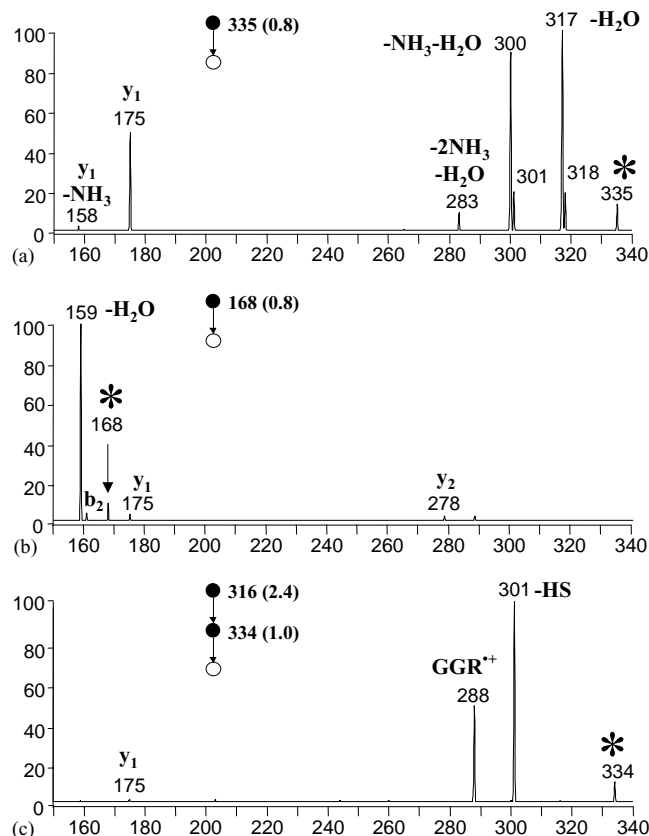 335 (0.8)
317 -H₂O
-NH₃-H₂O
300
100
80
y₁
175
60
-2NH₃
-H₂O
283
301
318
*
335
40
y₁
-NH₃
158
20
0
(a)
160 180 200 220 240 260 280 300 320 340
159 -H₂O
168 (0.8)
100
80
*
168
60
40
b₂
y₁
175
y₂
278
20
0
(b)
160 180 200 220 240 260 280 300 320 340
316 (2.4)
334 (1.0)
301 -HS
100
80
GGR•+
288
60
40
y₁
175
*
334
20
0
(c)
160 180 200 220 240 260 280 300 320 340